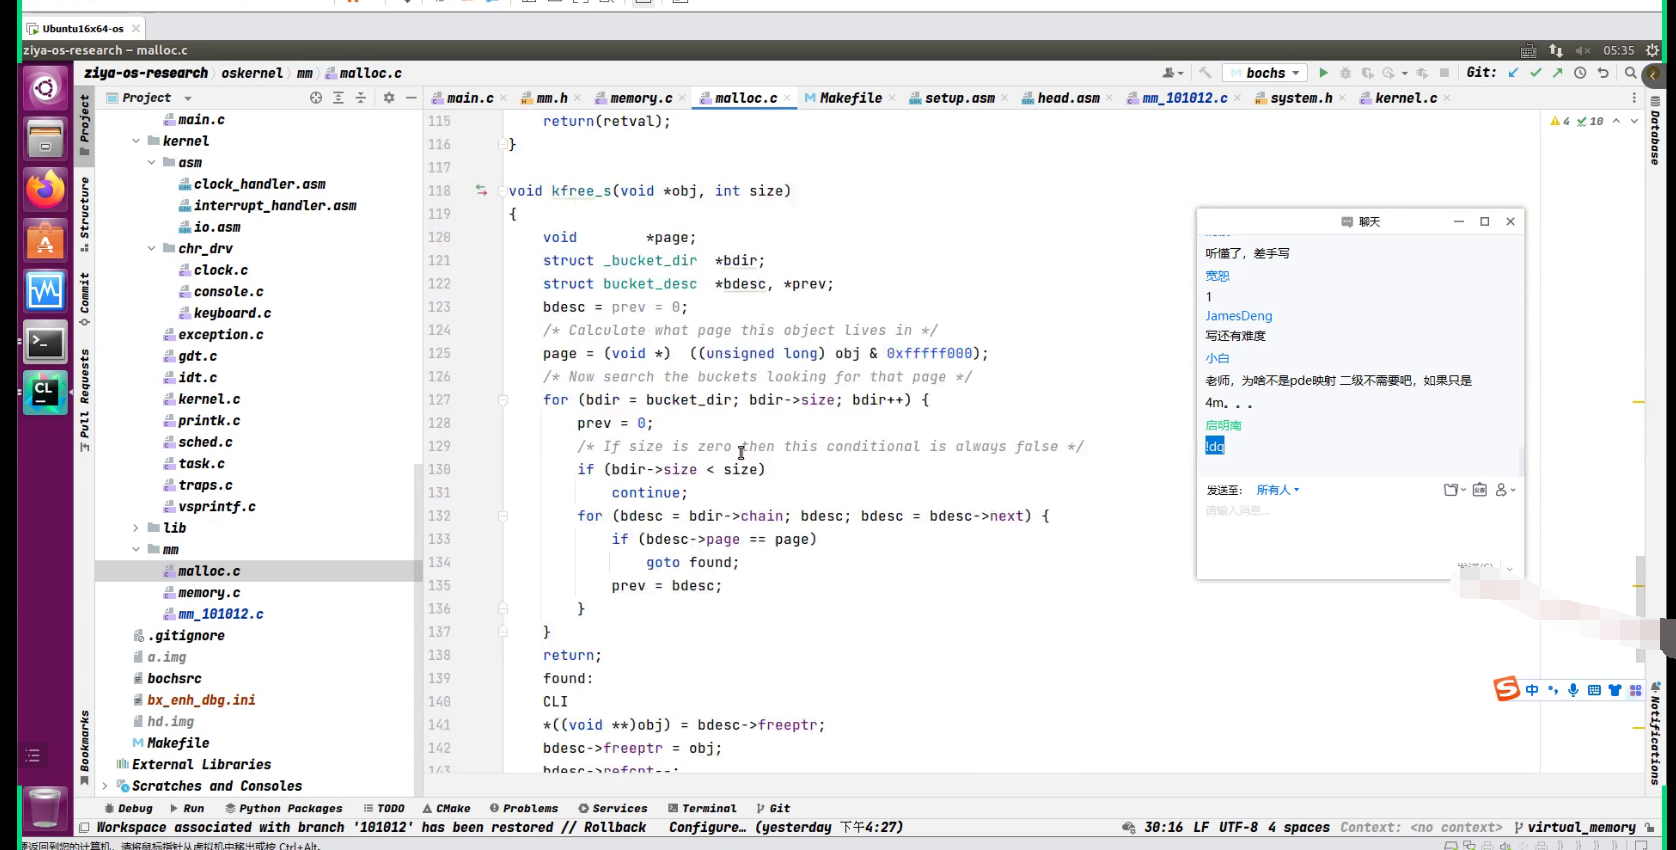 Ubuntu16x64-os
ziya-os-research – malloc.c
05:35
ziya-os-research
oskernel
mm
malloc.c
bochs
Git:
Project
main.c
mm.h
memory.c
malloc.c
Makefile
setup.asm
head.asm
mm_101012.c
system.h
kernel.c
Project
Structure
Commit
Pull Requests
Bookmarks
Database
Notifications
main.c
kernel
asm
clock_handler.asm
interrupt_handler.asm
io.asm
chr_drv
clock.c
console.c
keyboard.c
exception.c
gdt.c
idt.c
kernel.c
printk.c
sched.c
task.c
traps.c
vsprintf.c
lib
mm
malloc.c
memory.c
mm_101012.c
.gitignore
a.img
bochsrc
bx_enh_dbg.ini
hd.img
Makefile
External Libraries
Scratches and Consoles
4 10
115 return(retval);
116 }
117
118 void kfree_s(void *obj, int size)
119 {
120 void *page;
121 struct _bucket_dir *bdir;
122 struct bucket_desc *bdesc, *prev;
123 bdesc = prev = 0;
124 /* Calculate what page this object lives in */
125 page = (void *) ((unsigned long) obj & 0xfffff000);
126 /* Now search the buckets looking for that page */
127 for (bdir = bucket_dir; bdir->size; bdir++) {
128 prev = 0;
129 /* If size is zero then this conditional is always false */
130 if (bdir->size < size)
131 continue;
132 for (bdesc = bdir->chain; bdesc; bdesc = bdesc->next) {
133 if (bdesc->page == page)
134 goto found;
135 prev = bdesc;
136 }
137 }
138 return;
139 found:
140 CLI
141 *((void **)obj) = bdesc->freeptr;
142 bdesc->freeptr = obj;
143 bdesc->refcnt--;
聊天
听懂了，差手写
宽恕
1
JamesDeng
写还有难度
小白
老师，为啥不是pde映射 二级不需要吧，如果只是
4m。。。
启明南
!dq
发送至: 所有人
请输入消息...
发送(S)
中
CL
Debug
Run
Python Packages
TODO
CMake
Problems
Services
Terminal
Git
Workspace associated with branch '101012' has been restored // Rollback
Configure… (yesterday 下午4:27)
30:16
LF
UTF-8
4 spaces
Context: <no context>
virtual_memory
要返回到您的计算机，请将鼠标指针从虚拟机中移出或按 Ctrl+Alt。